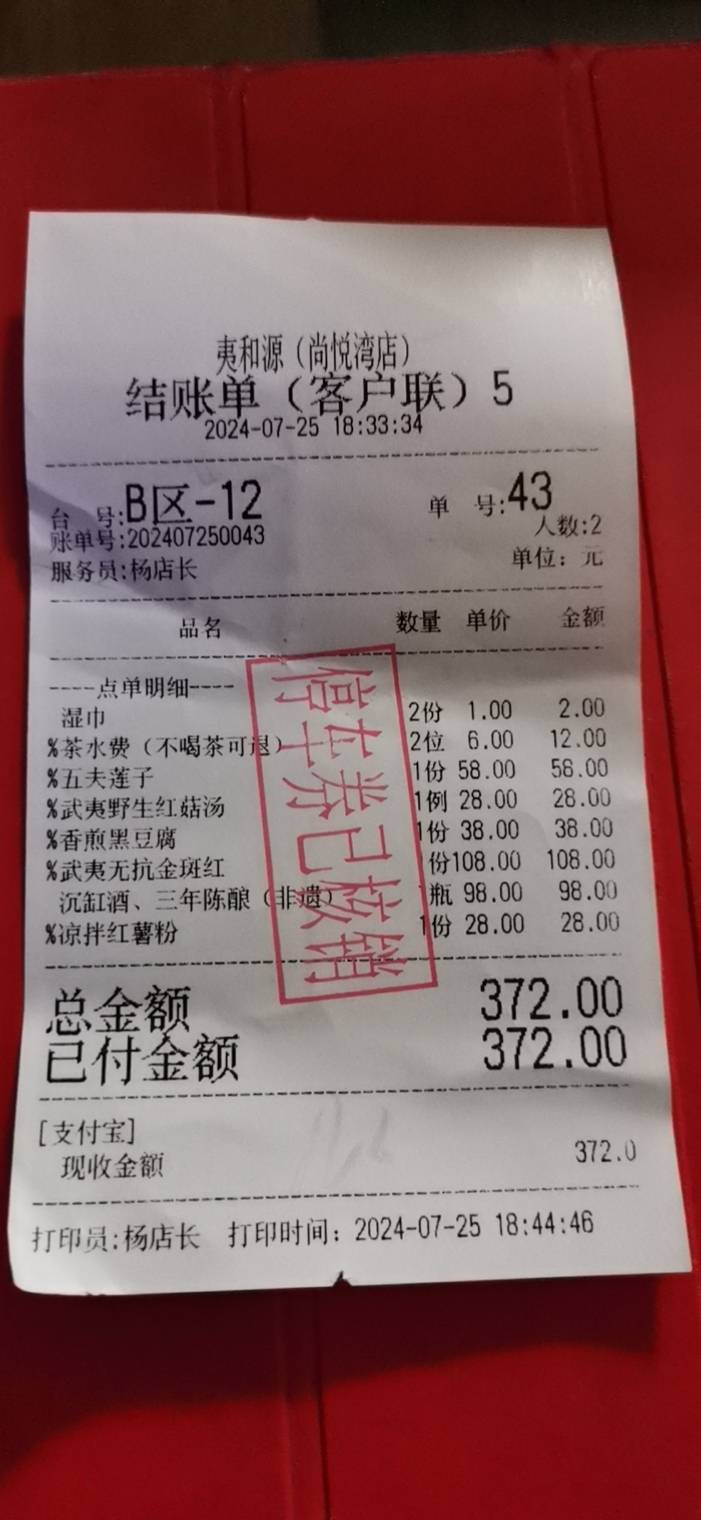 夷和源（尚悦湾店）
结账单（客户联）5
2024-07-25 18:33:34
台 号:B区-12 单 号:43
账单号:202407250043 人数:2
服务员:杨店长 单位：元
品名 数量 单价 金额
----点单明细----
湿巾 2份 1.00 2.00
%茶水费（不喝茶可退） 2位 6.00 12.00
%五夫莲子 1份 58.00 58.00
%武夷野生红菇汤 1例 28.00 28.00
%香煎黑豆腐 1份 38.00 38.00
%武夷无抗金斑红 1份108.00 108.00
沉缸酒、三年陈酿（非遗） 1瓶 98.00 98.00
%凉拌红薯粉 1份 28.00 28.00
停车券已核销
总金额 372.00
已付金额 372.00
[支付宝]
现收金额 372.0
打印员:杨店长 打印时间：2024-07-25 18:44:46